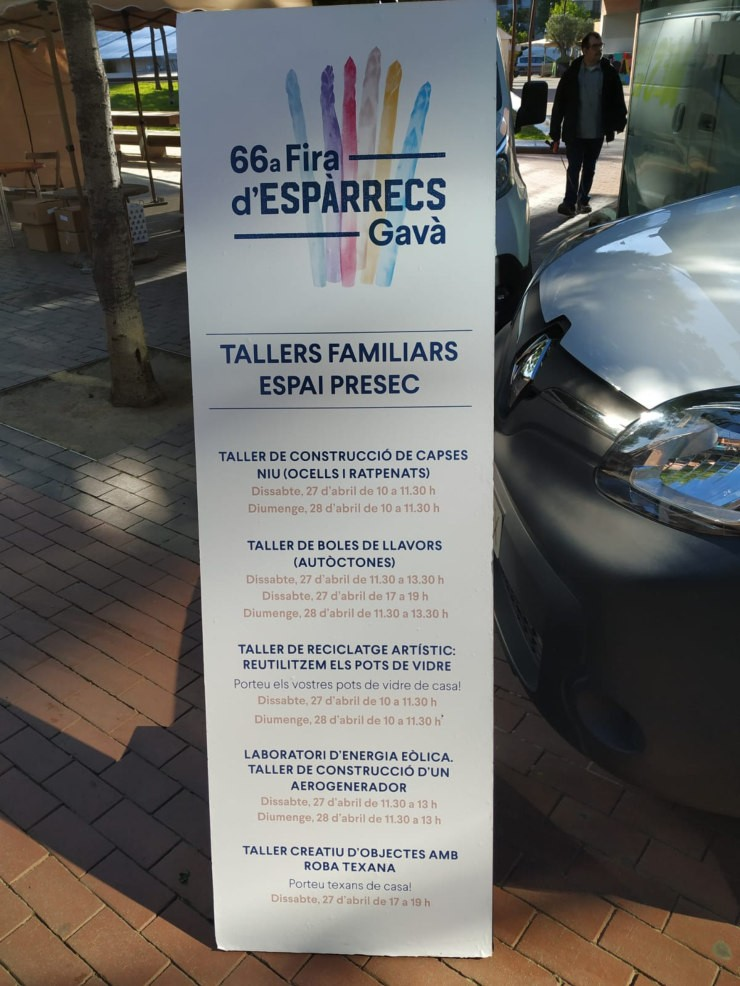 66a Fira
d'ESPÀRRECS
Gavà
TALLERS FAMILIARS
ESPAI PRESEC
TALLER DE CONSTRUCCIÓ DE CAPSES
NIU (OCELLS I RATPENATS)
Dissabte, 27 d'abril de 10 a 11.30 h
Diumenge, 28 d'abril de 10 a 11.30 h
TALLER DE BOLES DE LLAVORS
(AUTÒCTONES)
Dissabte, 27 d'abril de 11.30 a 13.30 h
Dissabte, 27 d'abril de 17 a 19 h
Diumenge, 28 d'abril de 11.30 a 13.30 h
TALLER DE RECICLATGE ARTÍSTIC:
REUTILITZEM ELS POTS DE VIDRE
Porteu els vostres pots de vidre de casa!
Dissabte, 27 d'abril de 10 a 11.30 h
Diumenge, 28 d'abril de 10 a 11.30 h*
LABORATORI D'ENERGIA EÒLICA.
TALLER DE CONSTRUCCIÓ D'UN
AEROGENERADOR
Dissabte, 27 d'abril de 11.30 a 13 h
Diumenge, 28 d'abril de 11.30 a 13 h
TALLER CREATIU D'OBJECTES AMB
ROBA TEXANA
Porteu texans de casa!
Dissabte, 27 d'abril de 17 a 19 h